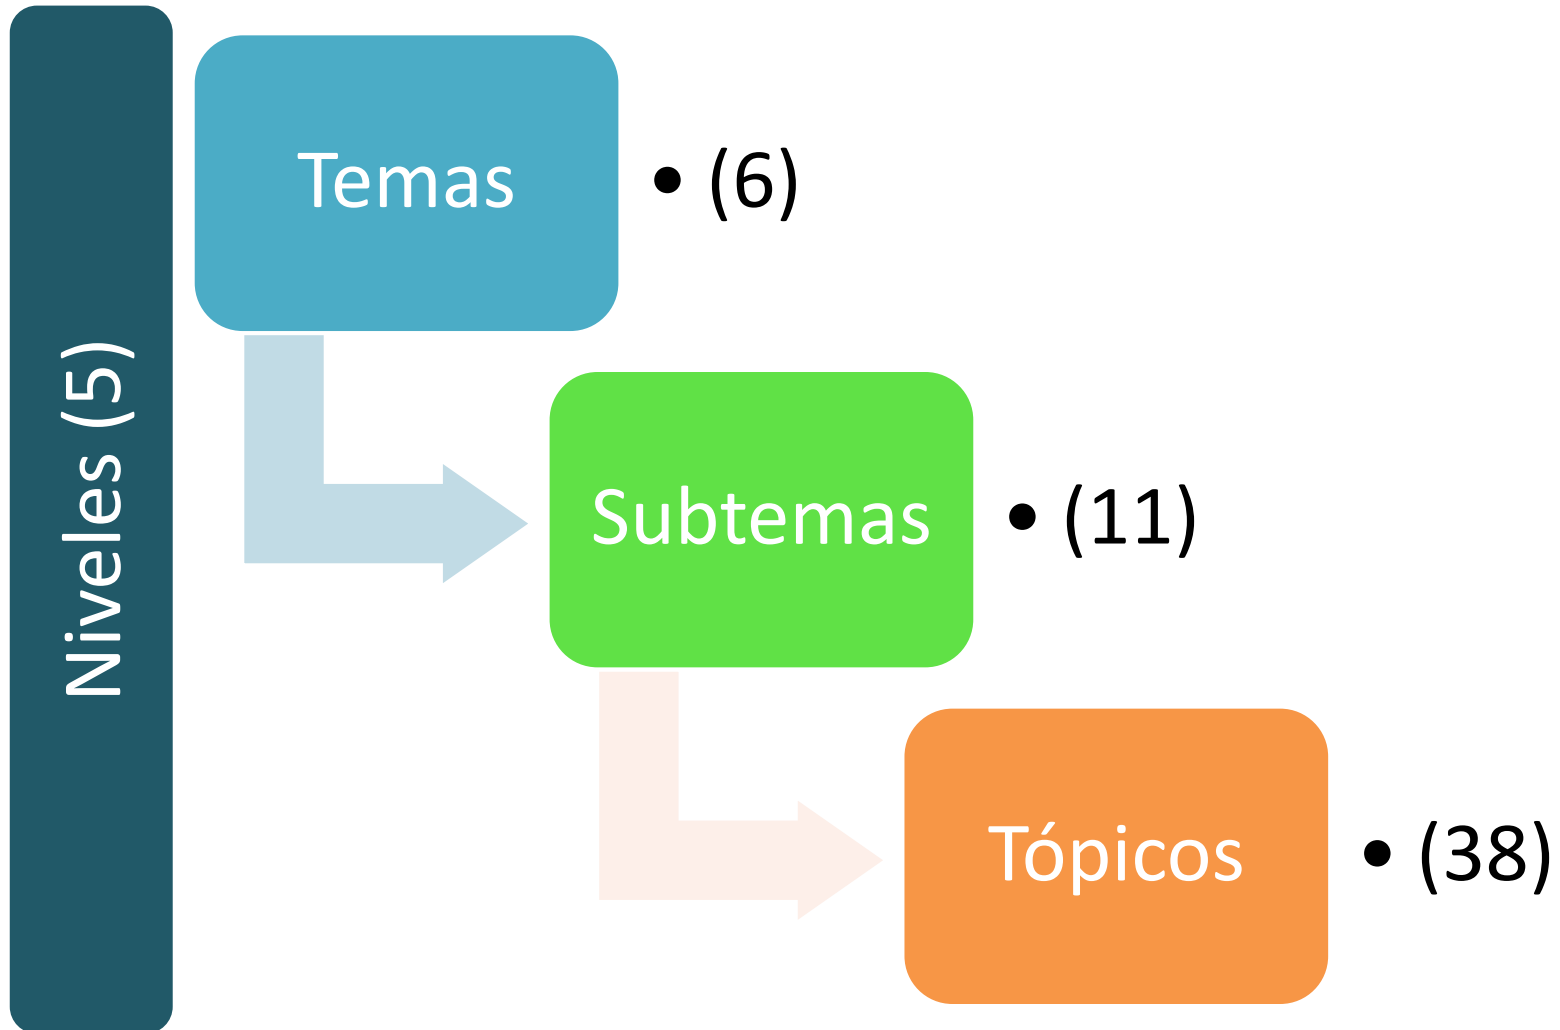 Niveles (5)
Temas
• (6)
Subtemas
• (11)
Tópicos
• (38)